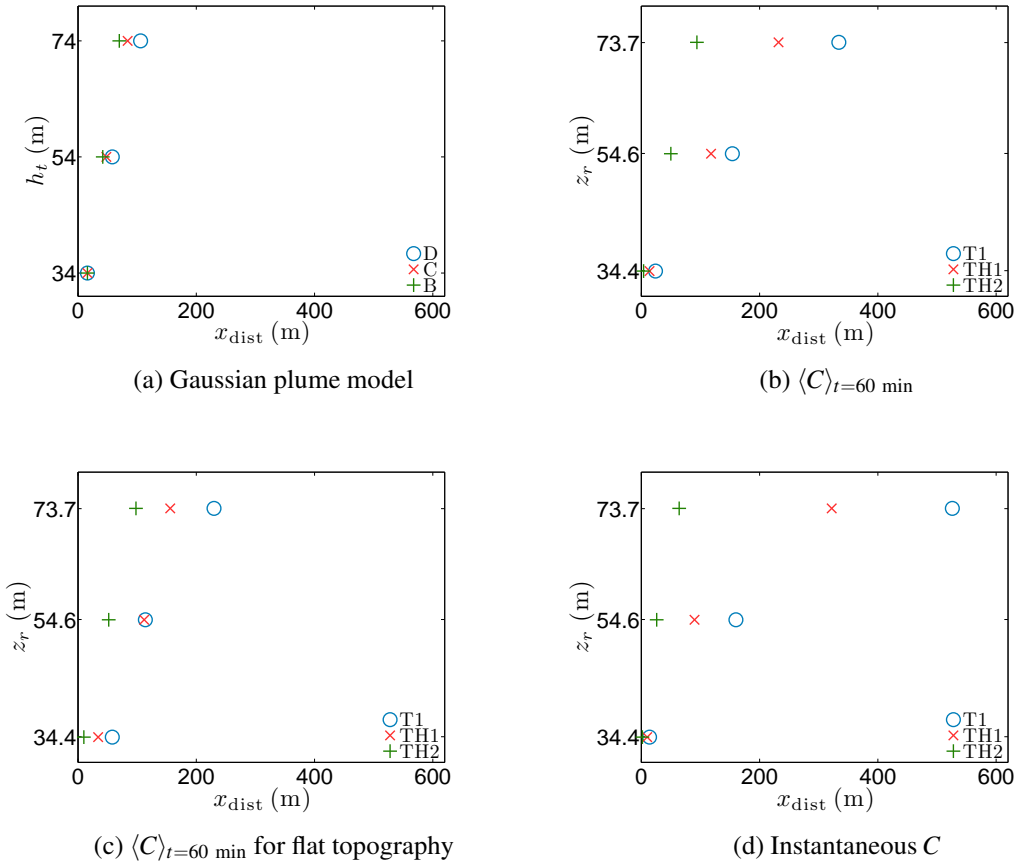 74
54
34
h_t (m)
D
C
B
0 200 400 600
x_dist (m)
(a) Gaussian plume model
73.7
54.6
34.4
z_r (m)
T1
TH1
TH2
0 200 400 600
x_dist (m)
(b) ⟨C⟩t=60 min
73.7
54.6
34.4
z_r (m)
T1
TH1
TH2
0 200 400 600
x_dist (m)
(c) ⟨C⟩t=60 min for flat topography
73.7
54.6
34.4
z_r (m)
T1
TH1
TH2
0 200 400 600
x_dist (m)
(d) Instantaneous C